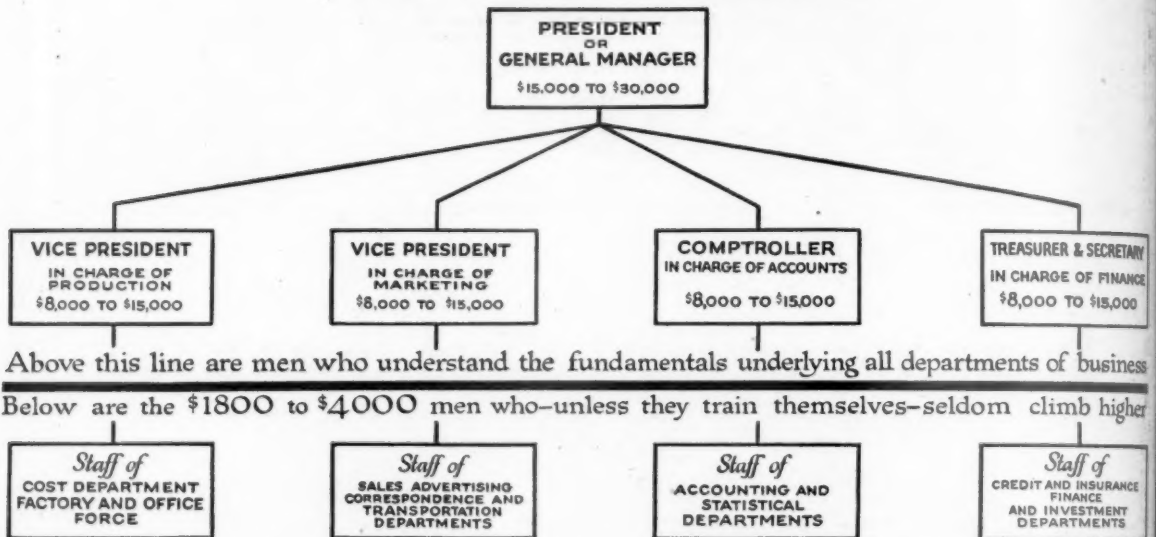 PRESIDENT
OR
GENERAL MANAGER
$15,000 TO $30,000
VICE PRESIDENT
IN CHARGE OF
PRODUCTION
$8,000 TO $15,000
VICE PRESIDENT
IN CHARGE OF
MARKETING
$8,000 TO $15,000
COMPTROLLER
IN CHARGE OF ACCOUNTS
$8,000 TO $15,000
TREASURER & SECRETARY
IN CHARGE OF FINANCE
$8,000 TO $15,000
Above this line are men who understand the fundamentals underlying all departments of business
Below are the $1800 to $4000 men who-unless they train themselves-seldom climb higher
Staff of
COST DEPARTMENT
FACTORY AND OFFICE
FORCE
Staff of
SALES ADVERTISING
CORRESPONDENCE AND
TRANSPORTATION
DEPARTMENTS
Staff of
ACCOUNTING AND
STATISTICAL
DEPARTMENTS
Staff of
CREDIT AND INSURANCE
FINANCE
AND INVESTMENT
DEPARTMENTS